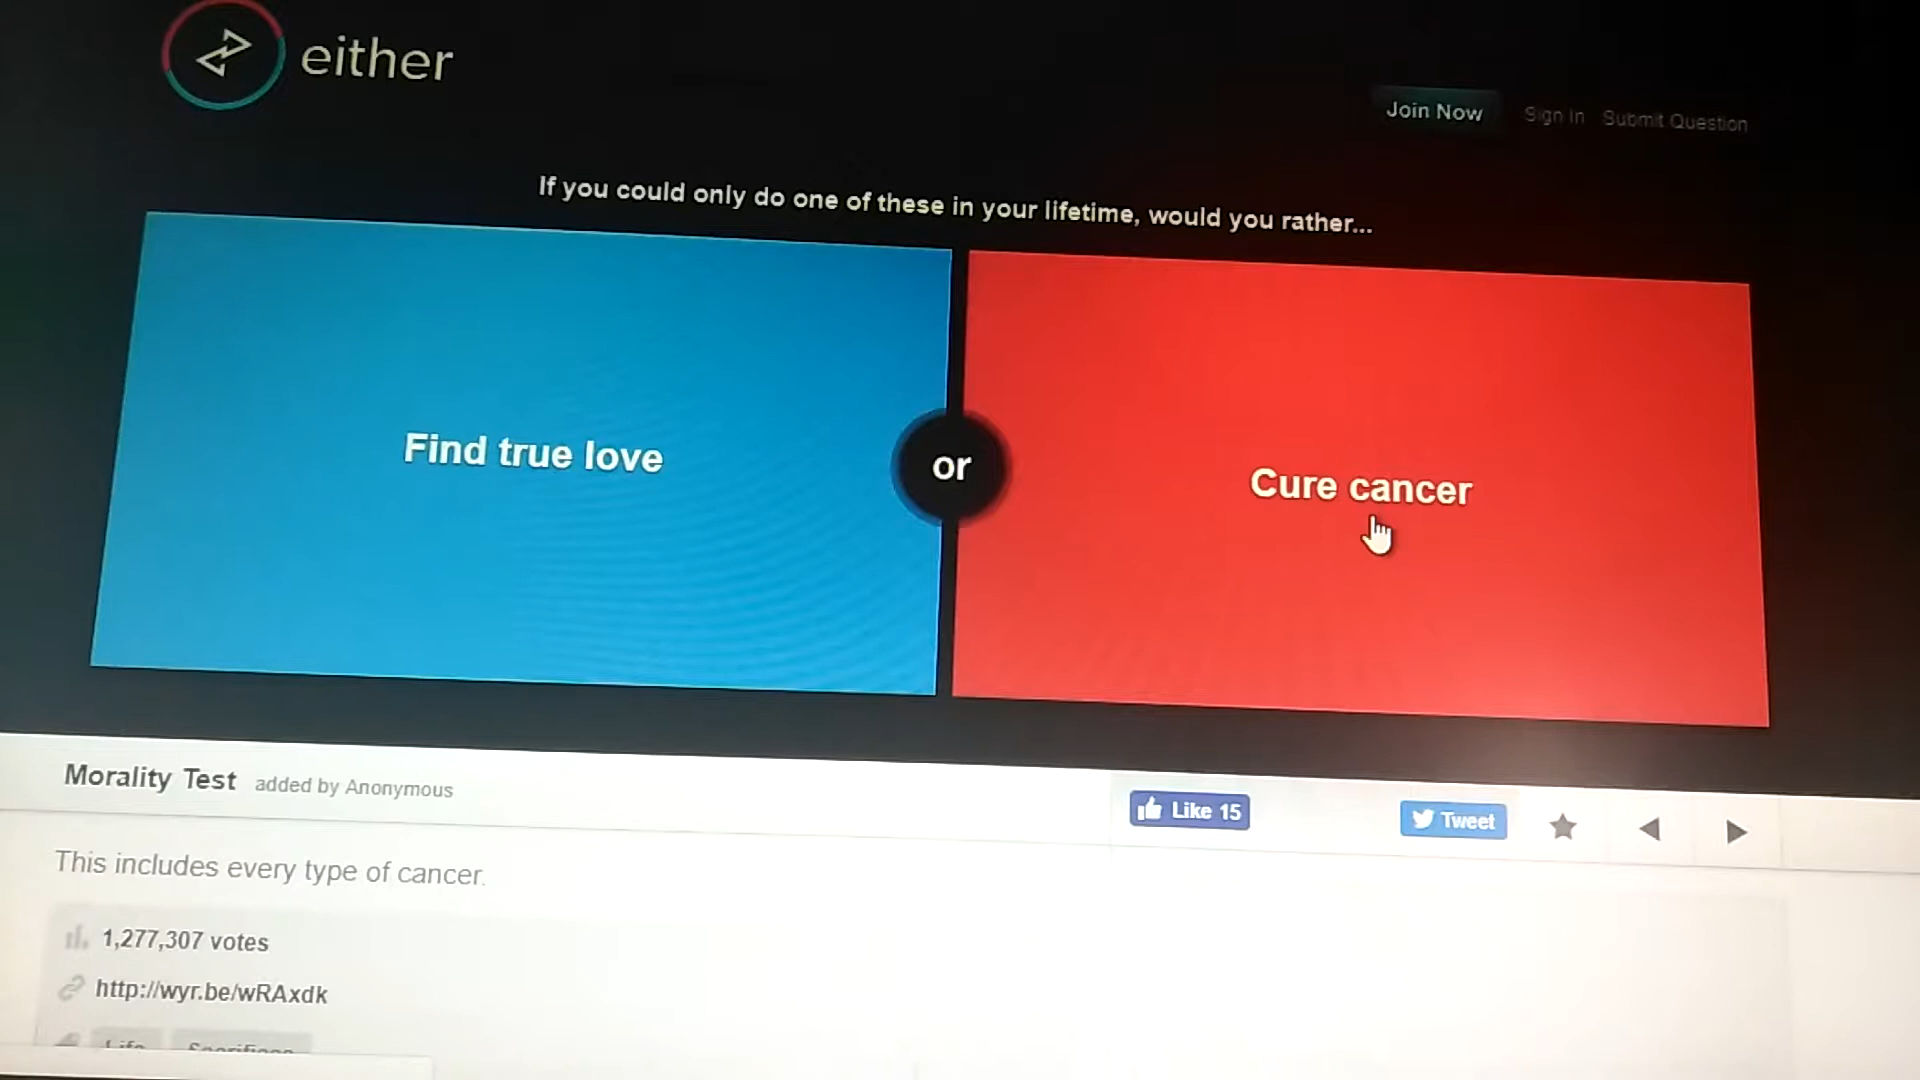 either
Join Now
Sign In
Submit Question
If you could only do one of these in your lifetime, would you rather...
Find true love
or
Cure cancer
Morality Test
added by Anonymous
Like 15
Tweet
This includes every type of cancer.
1,277,307 votes
http://wyr.be/wRAxdk
Life
Sacrifices